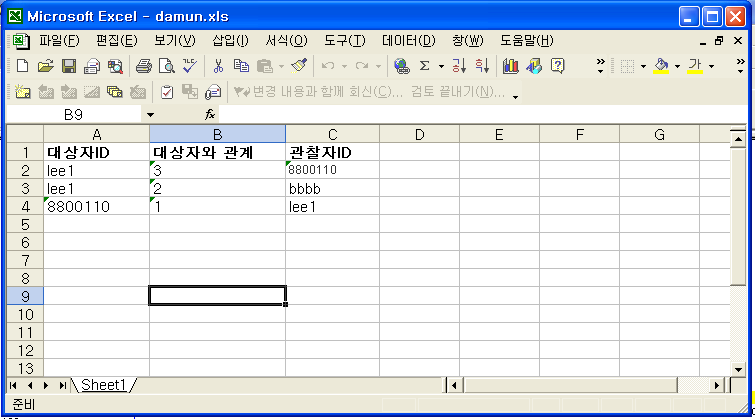 Microsoft Excel - damun.xls
파일(F) 편집(E) 보기(V) 삽입(I) 서식(O) 도구(T) 데이터(D) 창(W) 도움말(H)
변경 내용과 함께 회신(C)... 검토 끝내기(N)...
B9 fx
A B C D E F G
1 대상자ID 대상자와 관계 관찰자ID
2 lee1 3 8800110
3 lee1 2 bbbb
4 8800110 1 lee1
5
6
7
8
9
10
11
12
13
Sheet1
준비